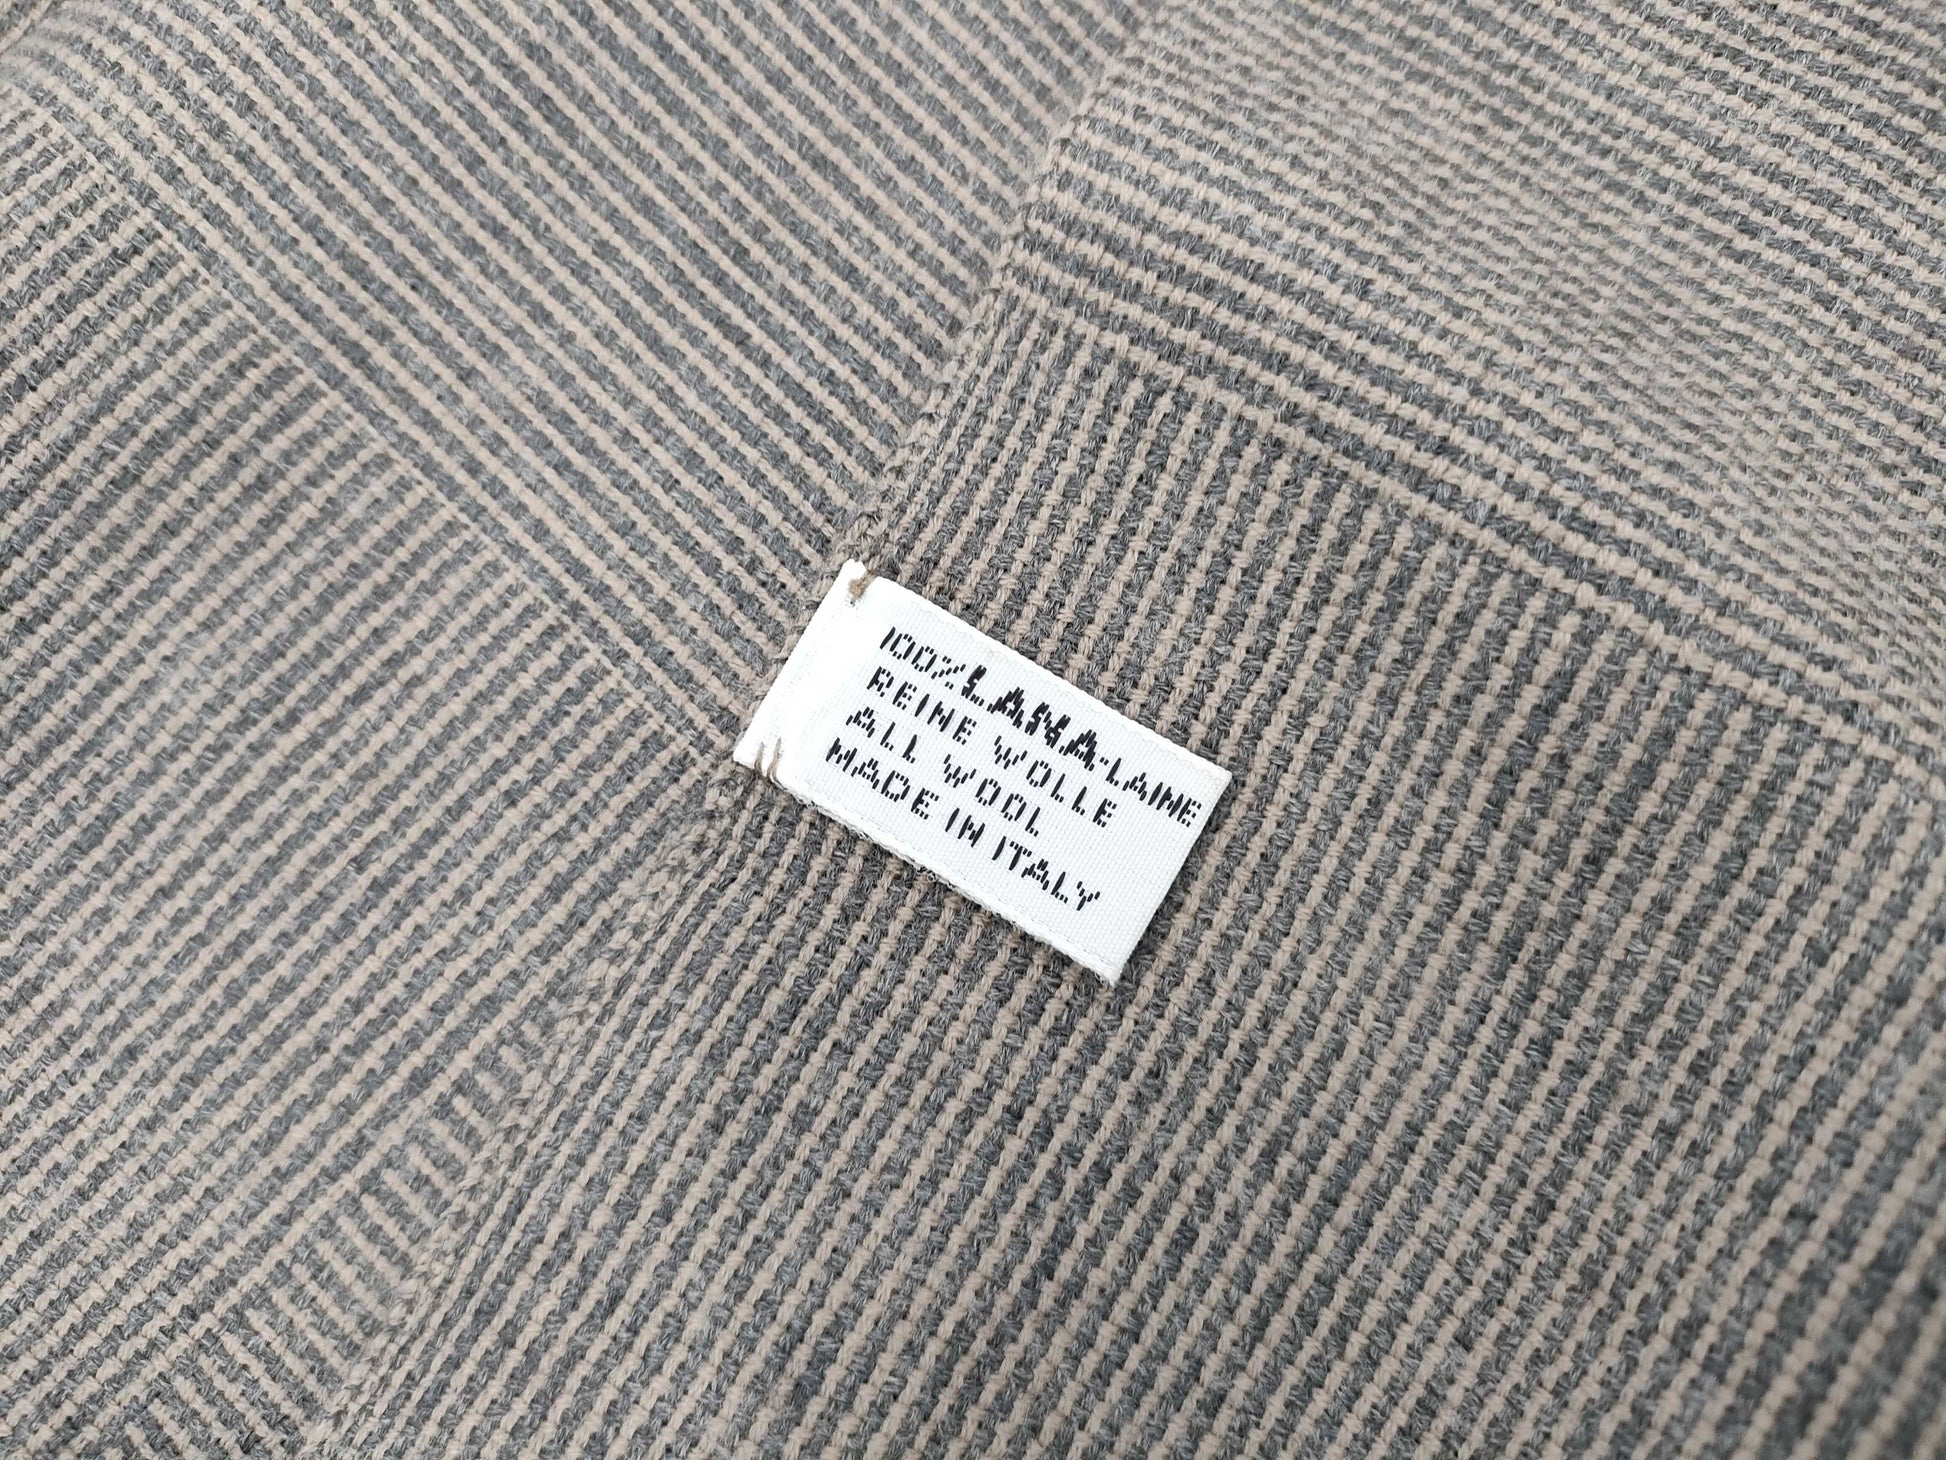 100% LANA-LAINE
REINE WOLLE
ALL WOOL
MADE IN ITALY